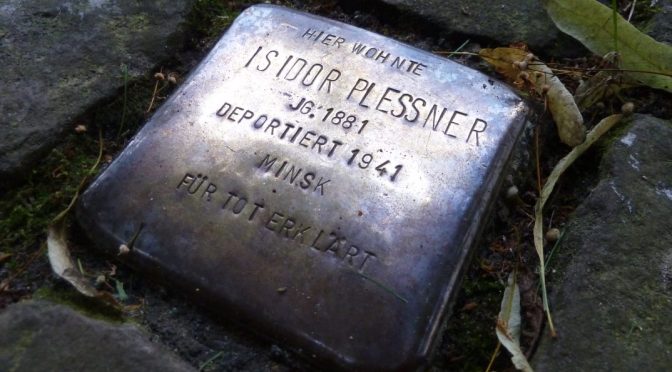 HIER WOHNTE
ISIDOR PLESSNER
JG. 1881
DEPORTIERT 1941
MINSK
FÜR TOT ERKLÄRT